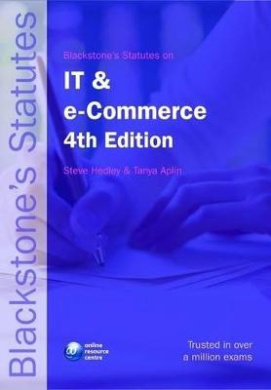 Blackstone's Statutes
Blackstone's Statutes on
IT &
e-Commerce
4th Edition
Steve Hedley & Tanya Aplin
online
resource
centre
Trusted in over
a million exams